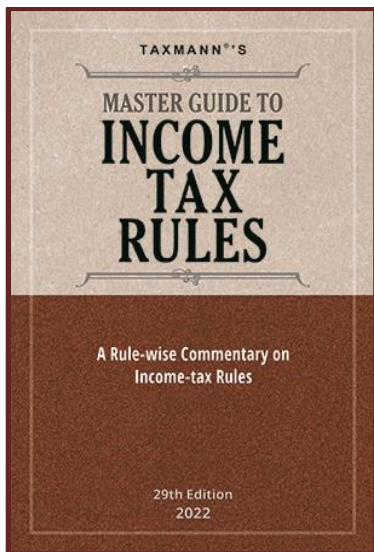 TAXMANN®'S
MASTER GUIDE TO
INCOME
TAX
RULES
A Rule-wise Commentary on
Income-tax Rules
29th Edition
2022